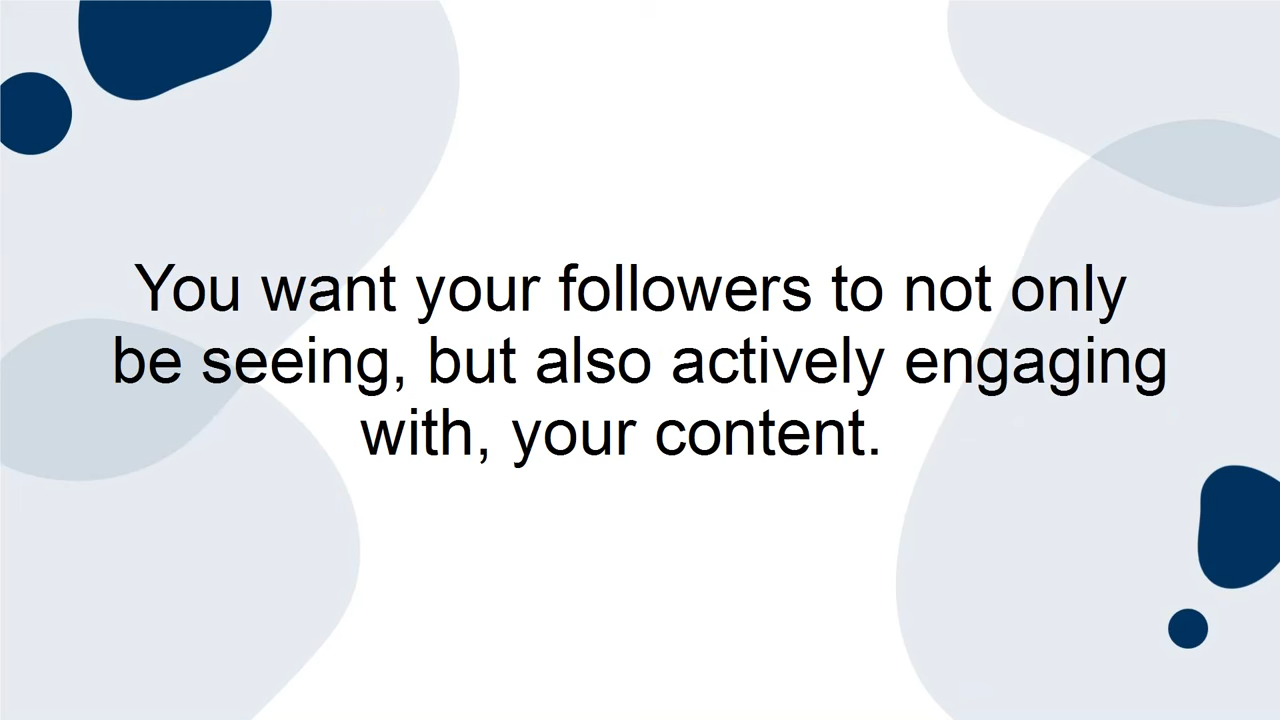 You want your followers to not only
be seeing, but also actively engaging
with, your content.